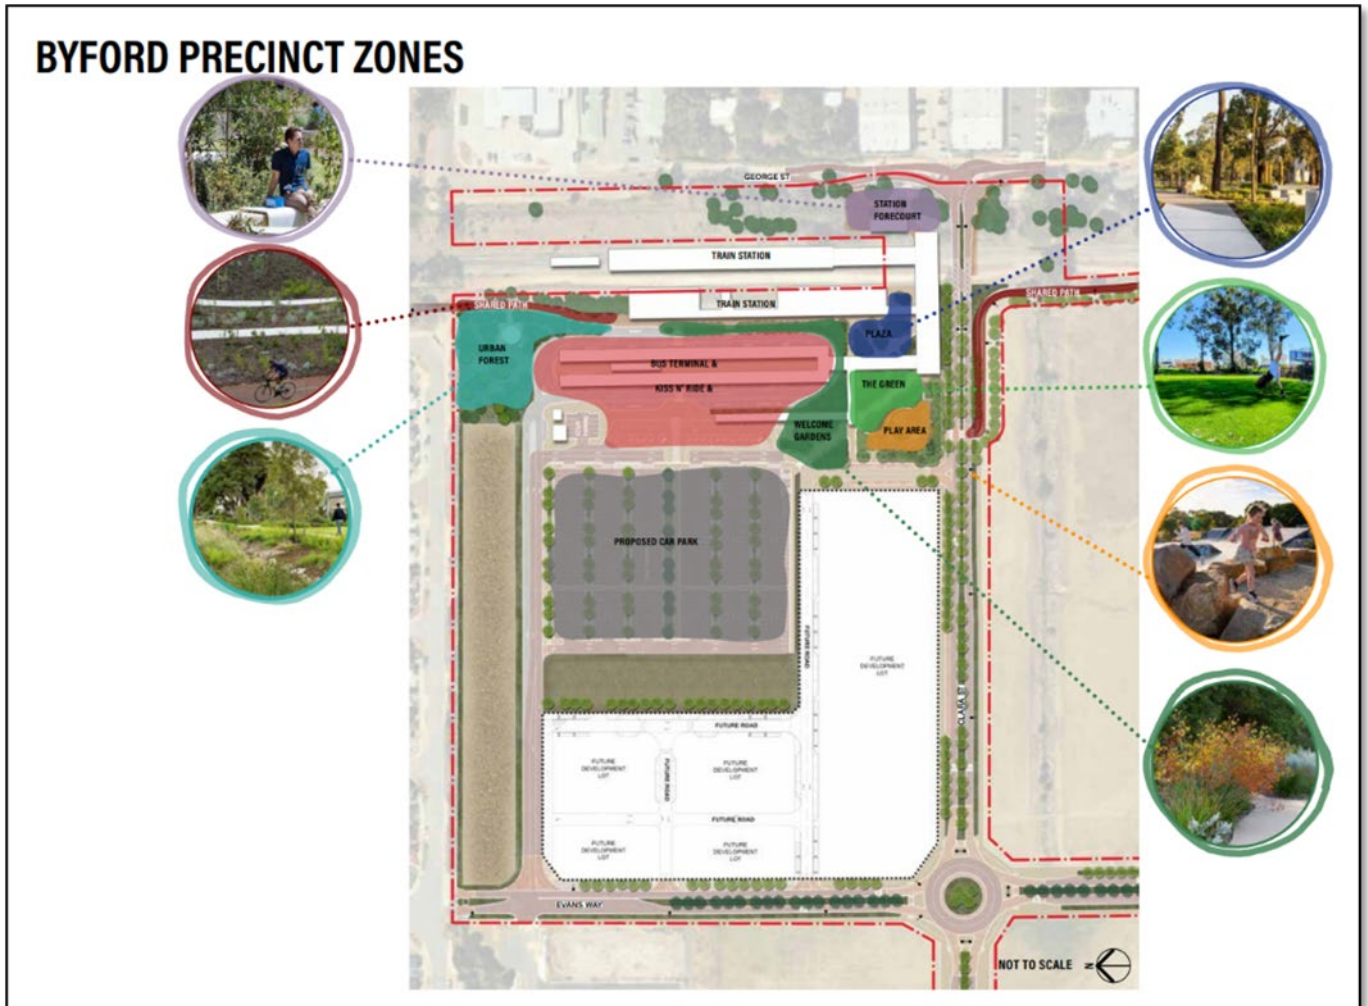 BYFORD PRECINCT ZONES
GEORGE ST
STATION
FORECOURT
TRAIN STATION
TRAIN STATION
SHARED PATH
SHARED PATH
PLAZA
URBAN
FOREST
BUS TERMINAL &
KISS N' RIDE &
THE GREEN
WELCOME
GARDENS
PLAY AREA
PROPOSED CAR PARK
FUTURE ROAD
FUTURE
DEVELOPMENT
LOT
CLARA ST
FUTURE ROAD
FUTURE
DEVELOPMENT
LOT
FUTURE ROAD
FUTURE
DEVELOPMENT
LOT
FUTURE ROAD
FUTURE
DEVELOPMENT
LOT
FUTURE
DEVELOPMENT
LOT
EVANS WAY
NOT TO SCALE
N